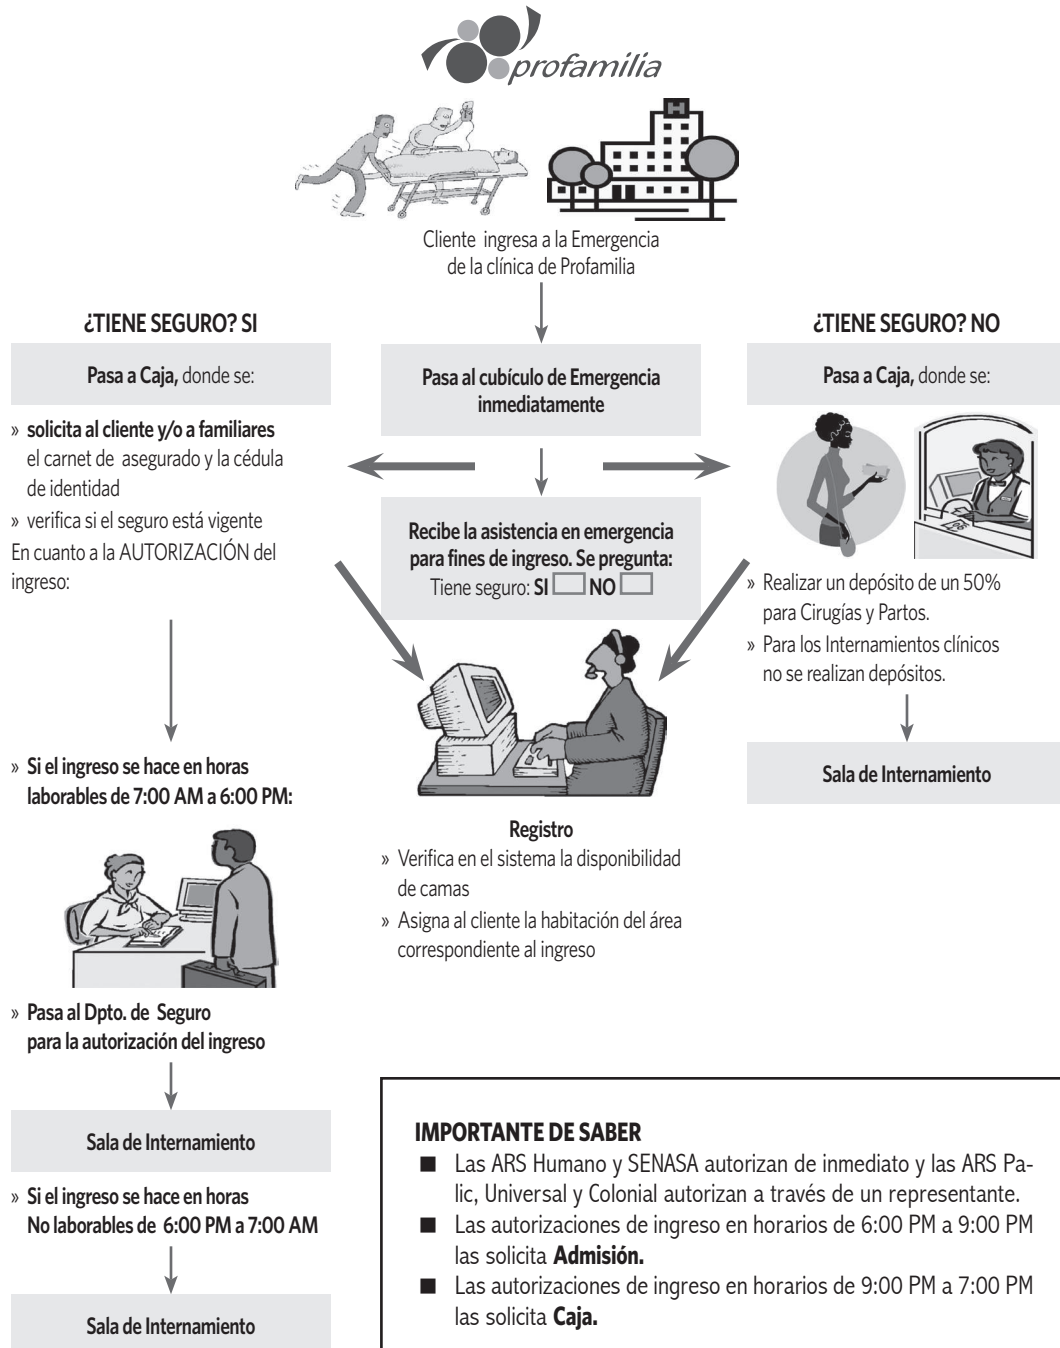 profamilia
Cliente ingresa a la Emergencia
de la clínica de Profamilia
¿TIENE SEGURO? SI
Pasa a Caja, donde se:
» solicita al cliente y/o a familiares
el carnet de asegurado y la cédula
de identidad
» verifica si el seguro está vigente
En cuanto a la AUTORIZACIÓN del
ingreso:
» Si el ingreso se hace en horas
laborables de 7:00 AM a 6:00 PM:
» Pasa al Dpto. de Seguro
para la autorización del ingreso
Sala de Internamiento
» Si el ingreso se hace en horas
No laborables de 6:00 PM a 7:00 AM
Sala de Internamiento
Pasa al cubículo de Emergencia
inmediatamente
Recibe la asistencia en emergencia
para fines de ingreso. Se pregunta:
Tiene seguro: SI NO
Registro
» Verifica en el sistema la disponibilidad
de camas
» Asigna al cliente la habitación del área
correspondiente al ingreso
¿TIENE SEGURO? NO
Pasa a Caja, donde se:
» Realizar un depósito de un 50%
para Cirugías y Partos.
» Para los Internamientos clínicos
no se realizan depósitos.
Sala de Internamiento
IMPORTANTE DE SABER
■ Las ARS Humano y SENASA autorizan de inmediato y las ARS Pa-
lic, Universal y Colonial autorizan a través de un representante.
■ Las autorizaciones de ingreso en horarios de 6:00 PM a 9:00 PM
las solicita Admisión.
■ Las autorizaciones de ingreso en horarios de 9:00 PM a 7:00 PM
las solicita Caja.